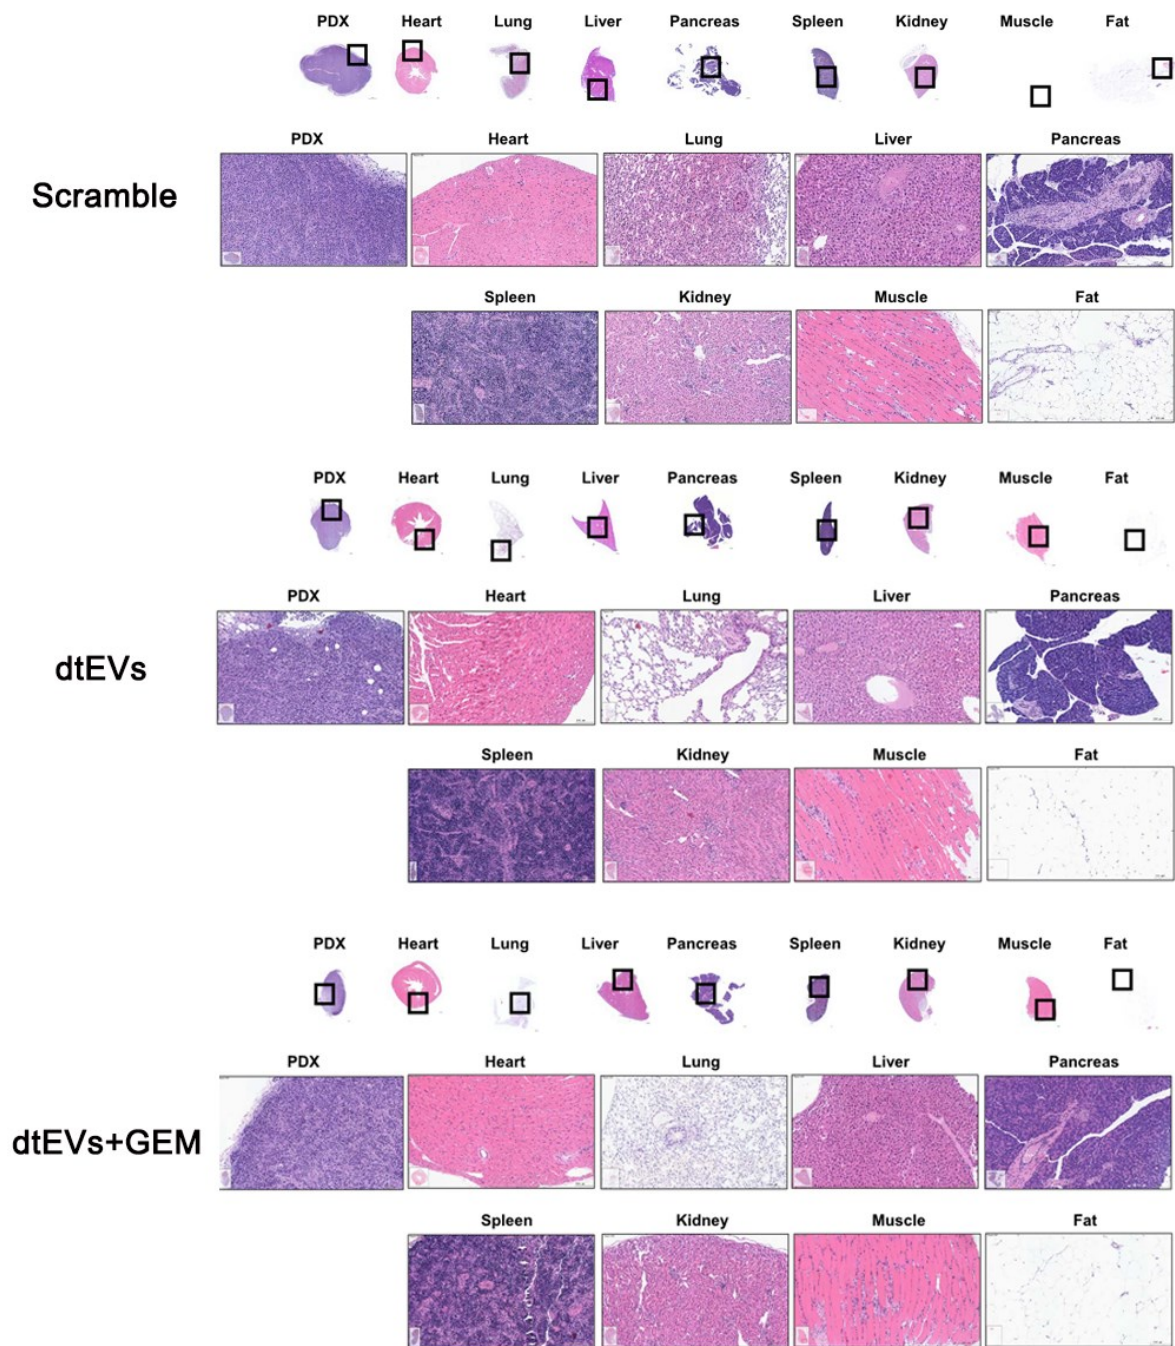 PDX Heart Lung Liver Pancreas Spleen Kidney Muscle Fat
PDX Heart Lung Liver Pancreas
Scramble
Spleen Kidney Muscle Fat
PDX Heart Lung Liver Pancreas Spleen Kidney Muscle Fat
PDX Heart Lung Liver Pancreas
dtEVs
Spleen Kidney Muscle Fat
PDX Heart Lung Liver Pancreas Spleen Kidney Muscle Fat
PDX Heart Lung Liver Pancreas
dtEVs+GEM
Spleen Kidney Muscle Fat